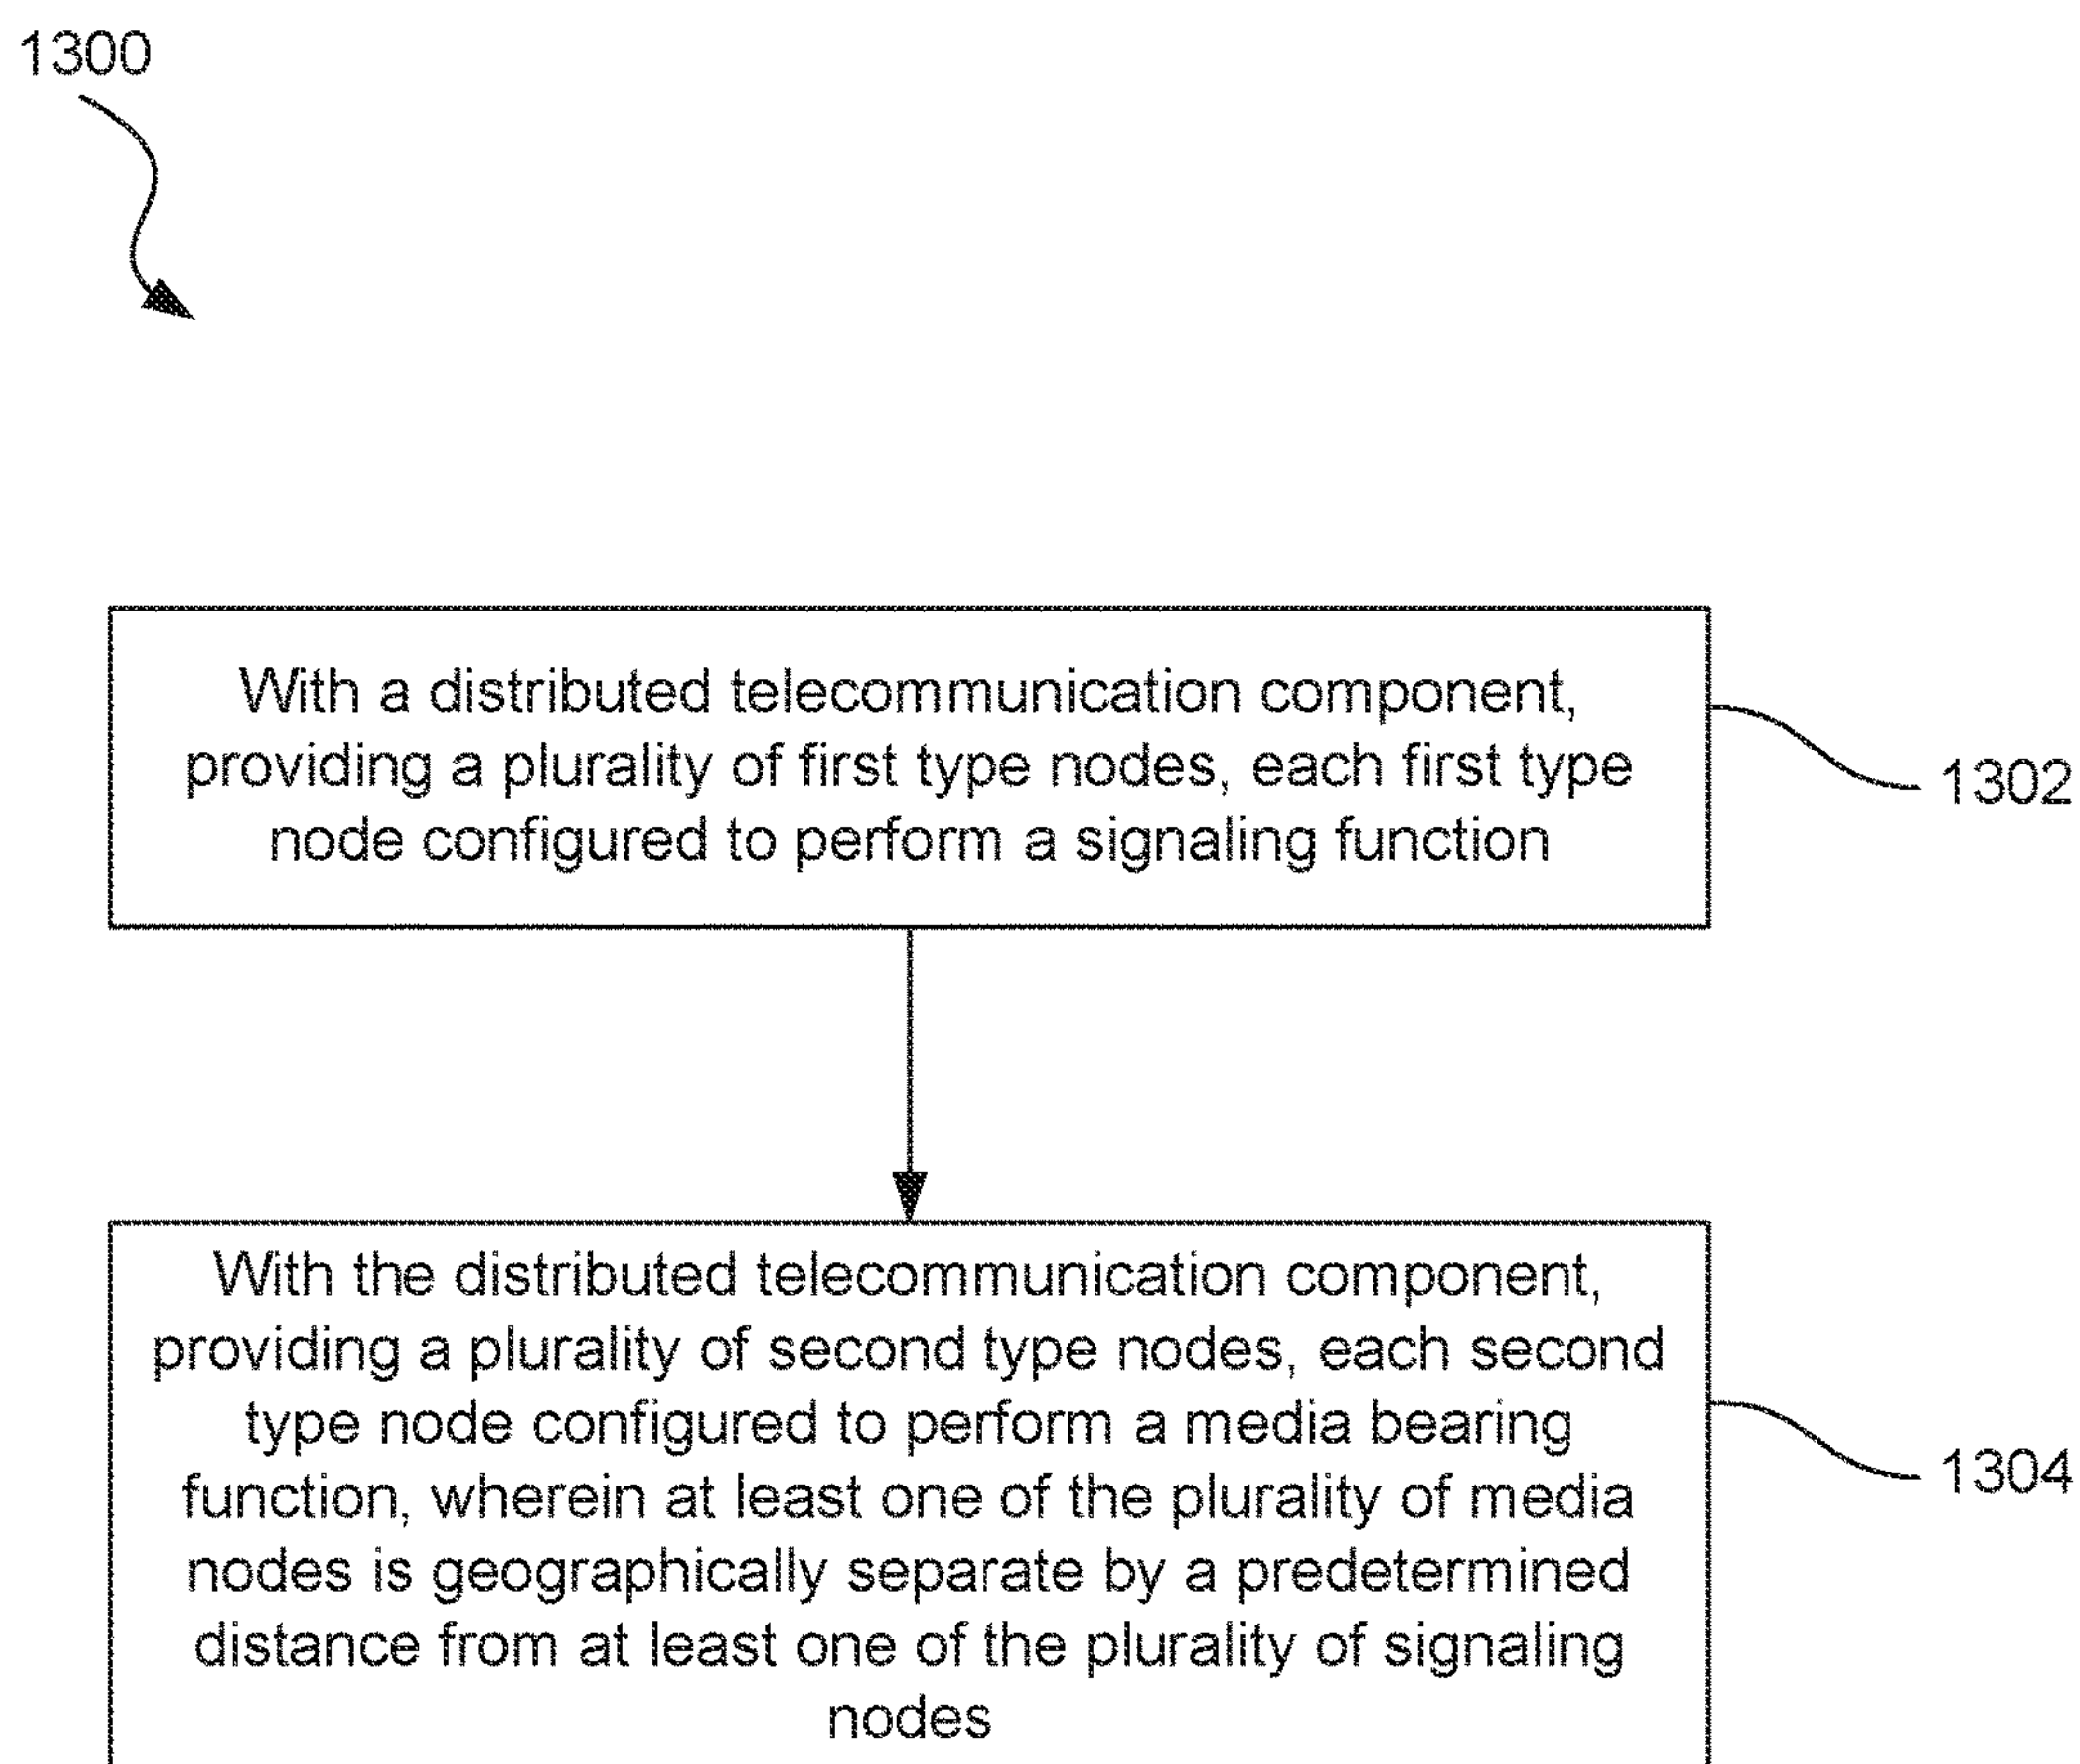 1300
With a distributed telecommunication component,
providing a plurality of first type nodes, each first type
node configured to perform a signaling function
1302
With the distributed telecommunication component,
providing a plurality of second type nodes, each second
type node configured to perform a media bearing
function, wherein at least one of the plurality of media
nodes is geographically separate by a predetermined
distance from at least one of the plurality of signaling
nodes
1304